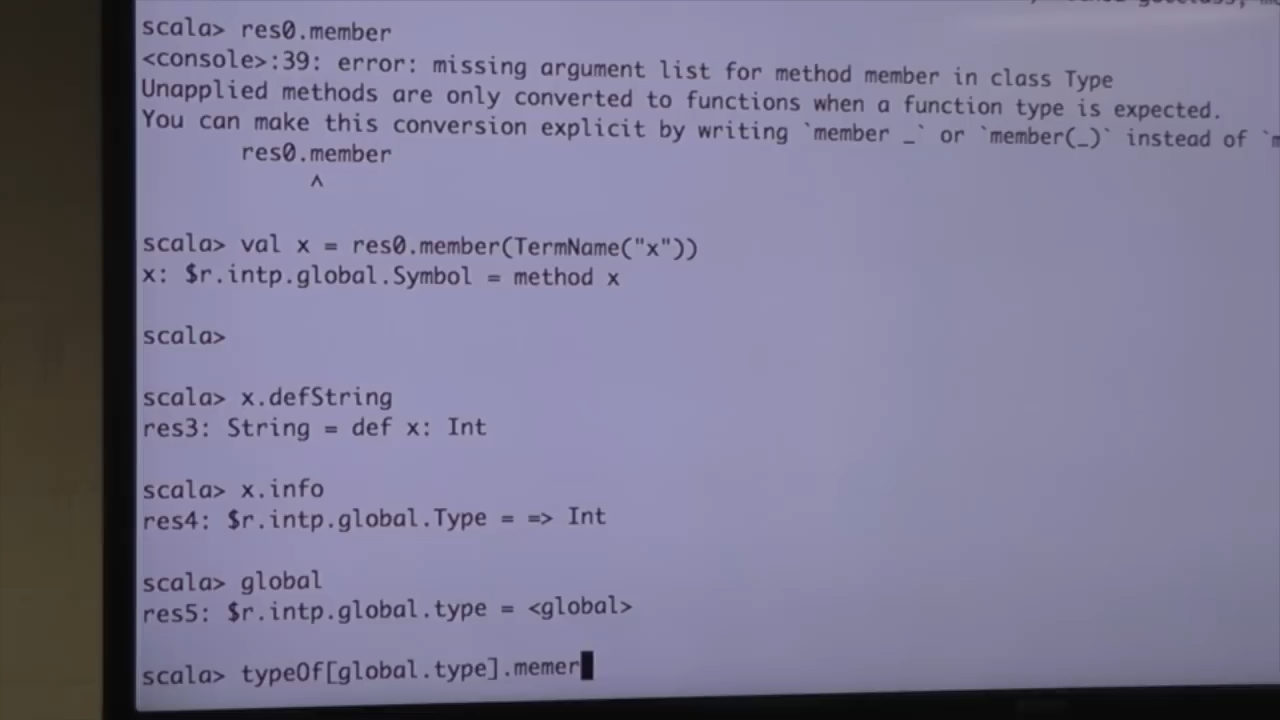 scala> res0.member
<console>:39: error: missing argument list for method member in class Type
Unapplied methods are only converted to functions when a function type is expected.
You can make this conversion explicit by writing `member _` or `member(_)` instead of
res0.member
^
scala> val x = res0.member(TermName("x"))
x: $r.intp.global.Symbol = method x
scala>
scala> x.defString
res3: String = def x: Int
scala> x.info
res4: $r.intp.global.Type = => Int
scala> global
res5: $r.intp.global.type = <global>
scala> typeOf[global.type].memer